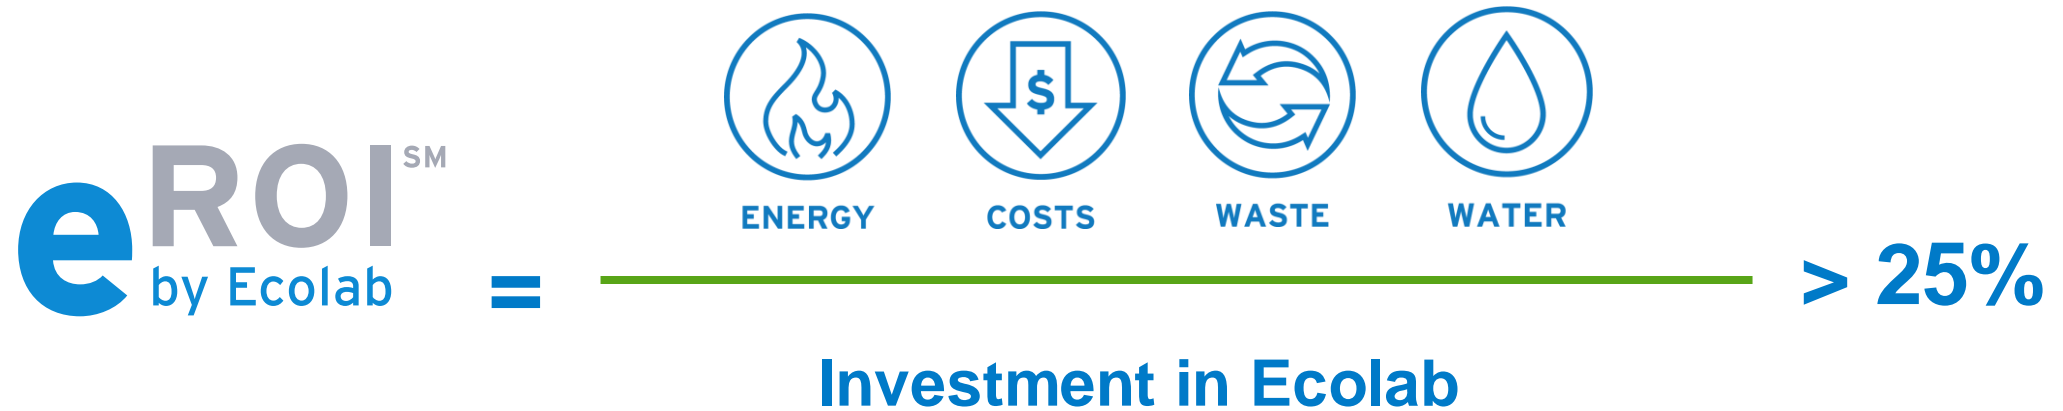 $
ENERGY COSTS WASTE WATER
eROI℠
by Ecolab
= > 25%
Investment in Ecolab